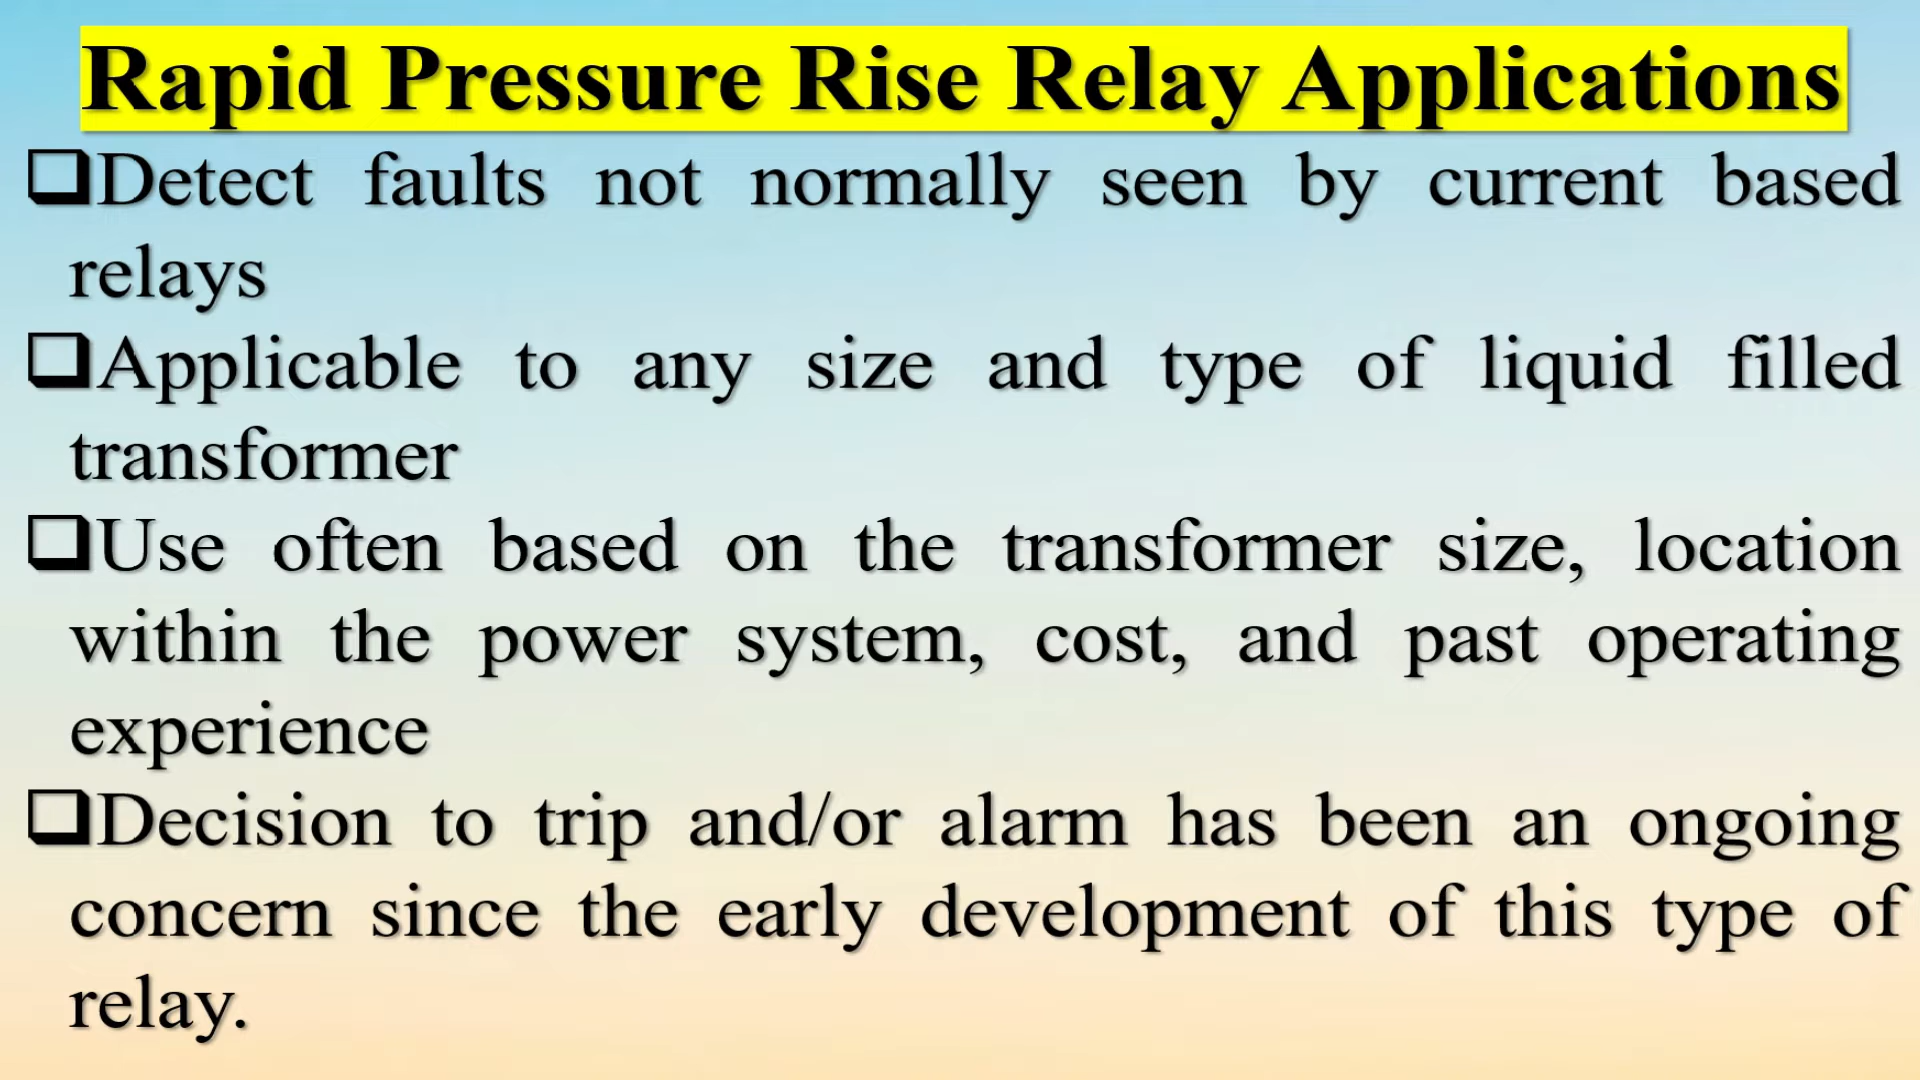 Rapid Pressure Rise Relay Applications
❑Detect faults not normally seen by current based
relays
❑Applicable to any size and type of liquid filled
transformer
❑Use often based on the transformer size, location
within the power system, cost, and past operating
experience
❑Decision to trip and/or alarm has been an ongoing
concern since the early development of this type of
relay.